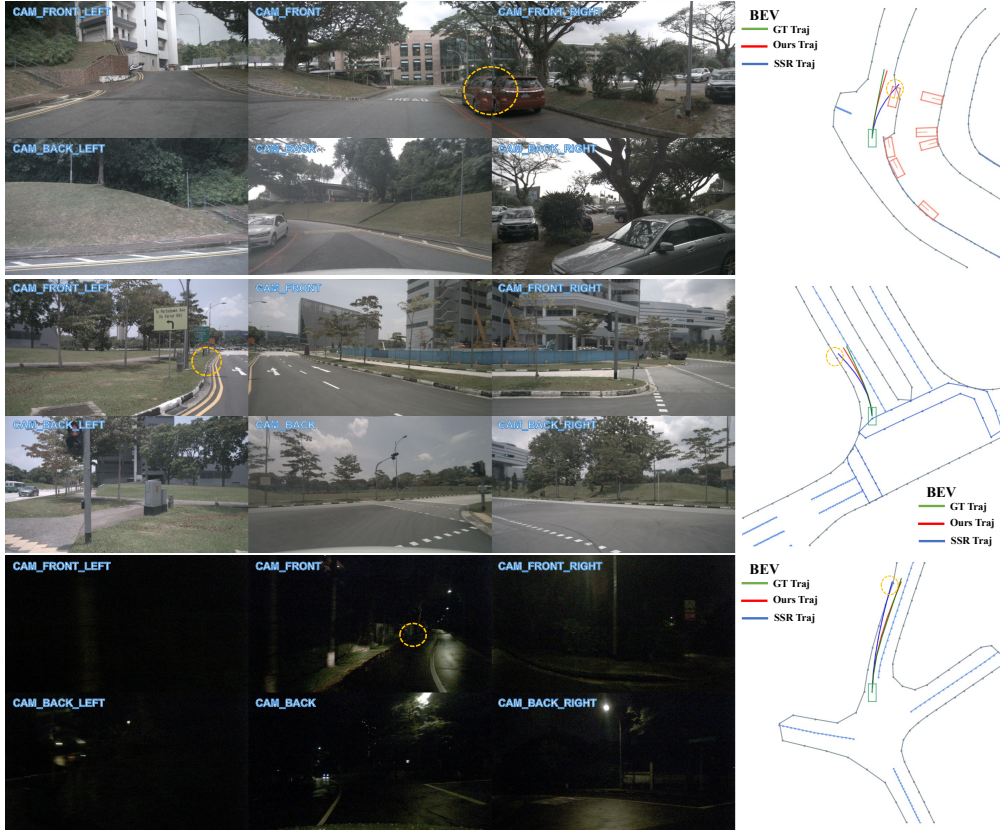 CAM_FRONT_LEFT
CAM_FRONT
CAM_FRONT_RIGHT
AHEAD
CAM_BACK_LEFT
CAM_BACK
CAM_BACK_RIGHT
BEV
GT Traj
Ours Traj
SSR Traj
CAM_FRONT_LEFT
CAM_FRONT
CAM_FRONT_RIGHT
CAM_BACK_LEFT
CAM_BACK
CAM_BACK_RIGHT
BEV
GT Traj
Ours Traj
SSR Traj
CAM_FRONT_LEFT
CAM_FRONT
CAM_FRONT_RIGHT
CAM_BACK_LEFT
CAM_BACK
CAM_BACK_RIGHT
BEV
GT Traj
Ours Traj
SSR Traj